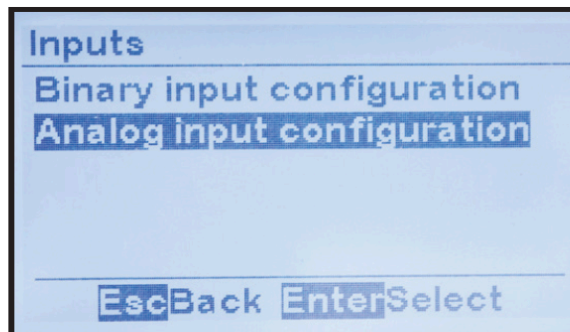 Inputs
Binary input configuration
Analog input configuration
EscBack EnterSelect